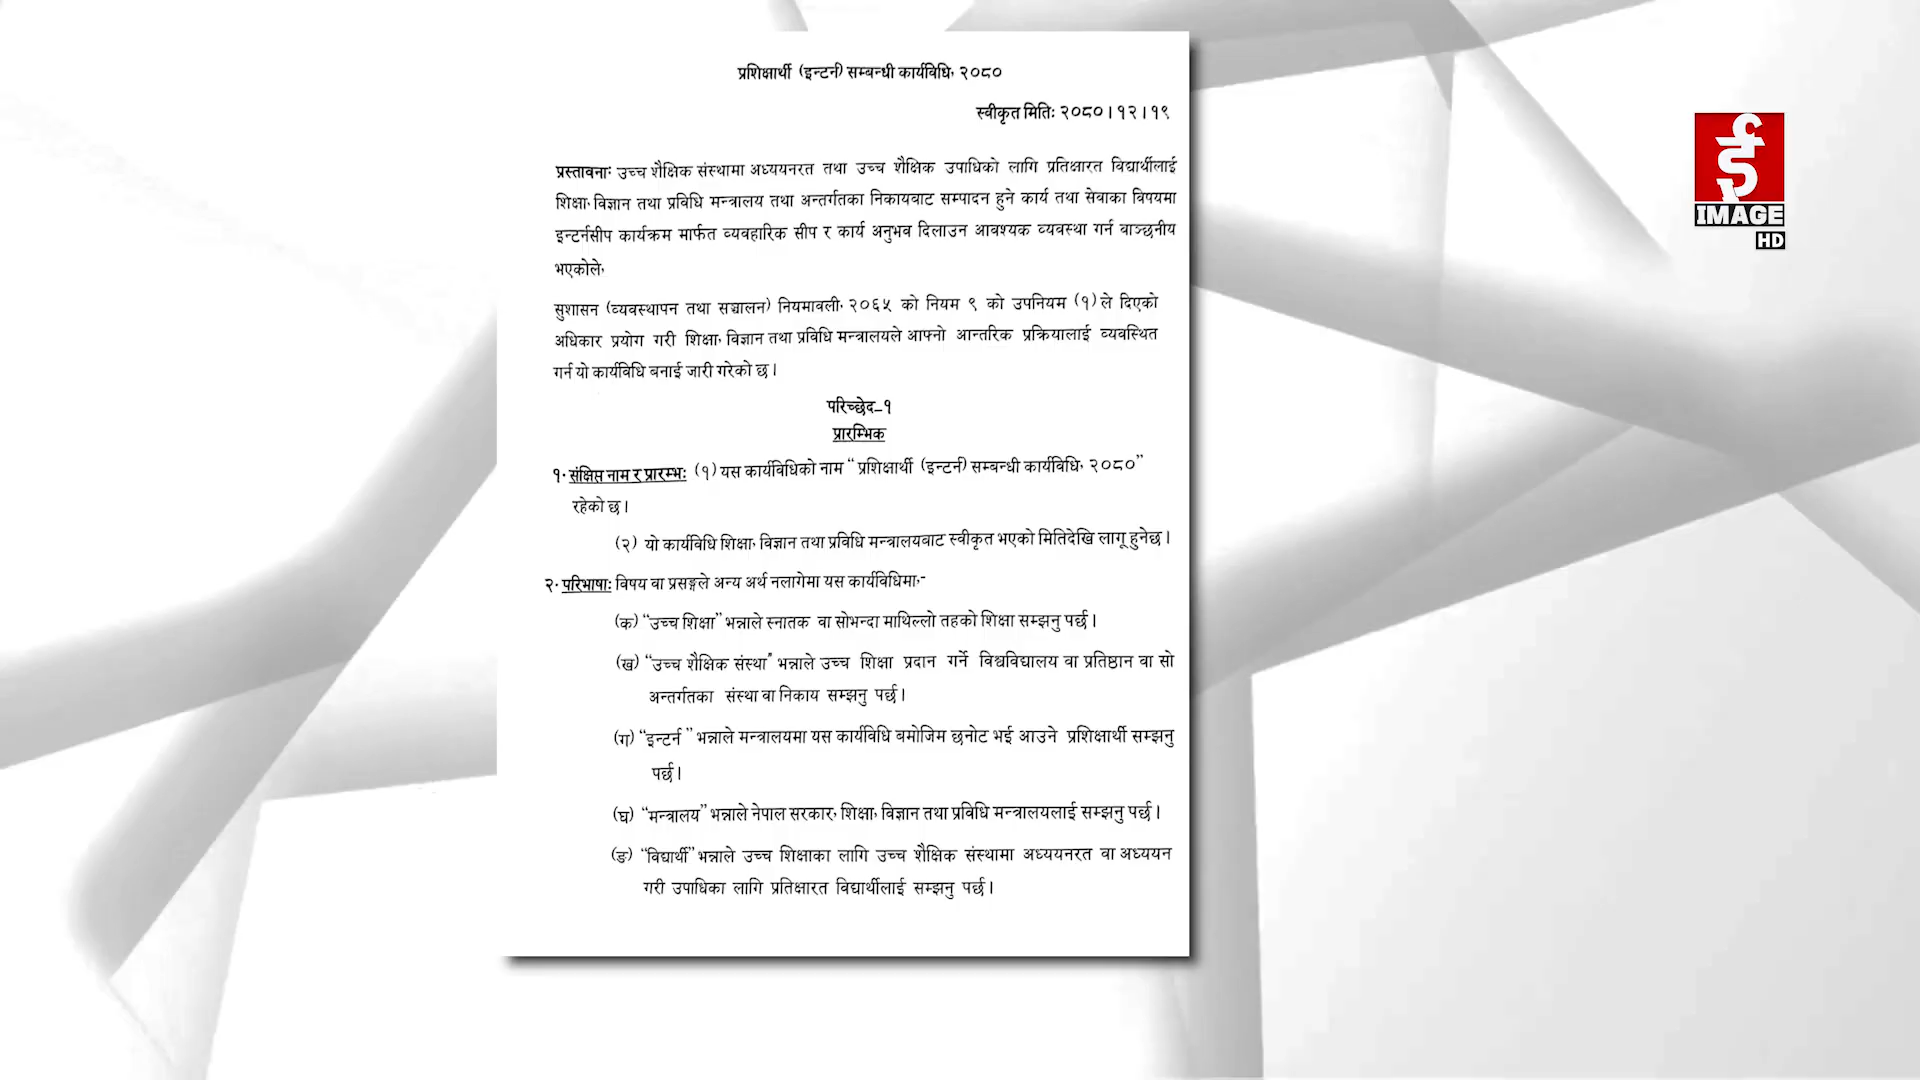 प्रशिक्षार्थी (इन्टर्न) सम्बन्धी कार्यविधि, २०८०
स्वीकृत मितिः २०८०।१२।१९
प्रस्तावनाः उच्च शैक्षिक संस्थामा अध्ययनरत तथा उच्च शैक्षिक उपाधिको लागि प्रतिक्षारत विद्यार्थीलाई
शिक्षा, विज्ञान तथा प्रविधि मन्त्रालय तथा अन्तर्गतका निकायबाट सम्पादन हुने कार्य तथा सेवाका विषयमा
इन्टर्नसीप कार्यक्रम मार्फत व्यवहारिक सीप र कार्य अनुभव दिलाउन आवश्यक व्यवस्था गर्न वाञ्छनीय
भएकोले,
सुशासन (व्यवस्थापन तथा सञ्चालन) नियमावली, २०६५ को नियम ९ को उपनियम (१) ले दिएको
अधिकार प्रयोग गरी शिक्षा, विज्ञान तथा प्रविधि मन्त्रालयले आफ्नो आन्तरिक प्रक्रियालाई व्यवस्थित
गर्न यो कार्यविधि बनाई जारी गरेको छ।
परिच्छेद–१
प्रारम्भिक
१. संक्षिप्त नाम र प्रारम्भः (१) यस कार्यविधिको नाम "प्रशिक्षार्थी (इन्टर्न) सम्बन्धी कार्यविधि, २०८०"
रहेको छ।
(२) यो कार्यविधि शिक्षा, विज्ञान तथा प्रविधि मन्त्रालयबाट स्वीकृत भएको मितिदेखि लागू हुनेछ।
२. परिभाषाः विषय वा प्रसङ्गले अन्य अर्थ नलागेमा यस कार्यविधिमा,-
(क) "उच्च शिक्षा" भन्नाले स्नातक वा सोभन्दा माथिल्लो तहको शिक्षा सम्झनु पर्छ।
(ख) "उच्च शैक्षिक संस्था" भन्नाले उच्च शिक्षा प्रदान गर्ने विश्वविद्यालय वा प्रतिष्ठान वा सो
अन्तर्गतका संस्था वा निकाय सम्झनु पर्छ।
(ग) "इन्टर्न" भन्नाले मन्त्रालयमा यस कार्यविधि बमोजिम छनोट भई आउने प्रशिक्षार्थी सम्झनु
पर्छ।
(घ) "मन्त्रालय" भन्नाले नेपाल सरकार, शिक्षा, विज्ञान तथा प्रविधि मन्त्रालयलाई सम्झनु पर्छ।
(ङ) "विद्यार्थी" भन्नाले उच्च शिक्षाका लागि उच्च शैक्षिक संस्थामा अध्ययनरत वा अध्ययन
गरी उपाधिका लागि प्रतिक्षारत विद्यार्थीलाई सम्झनु पर्छ।
IMAGE
HD